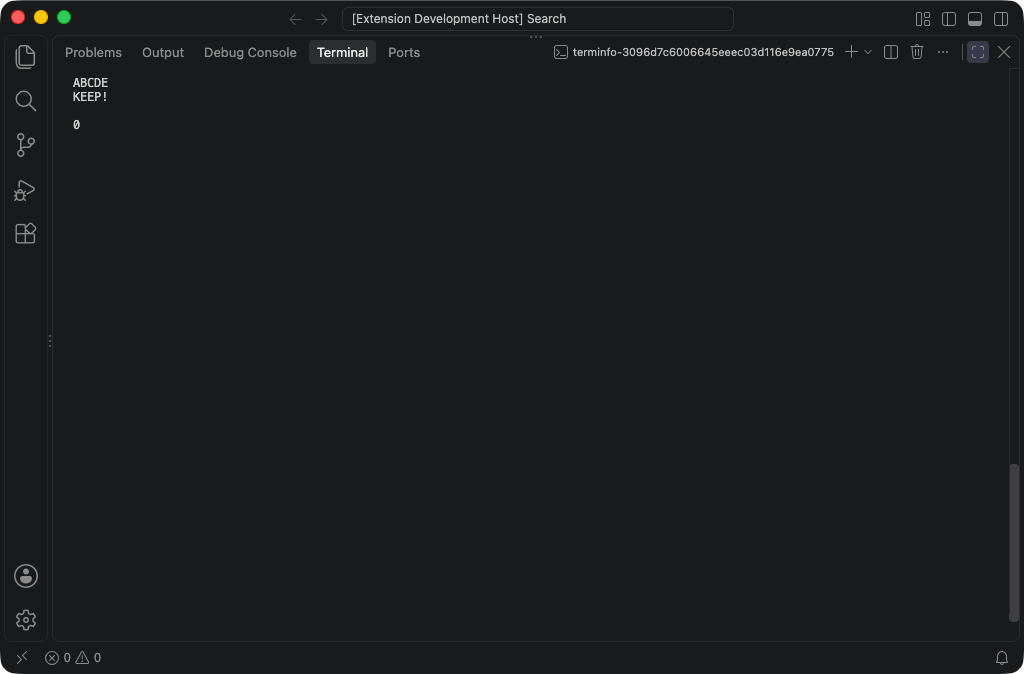 [Extension Development Host] Search
Problems Output Debug Console Terminal Ports terminfo-3096d7c6006645eeec03d116e9ea0775
ABCDE
KEEP!
0
0 0